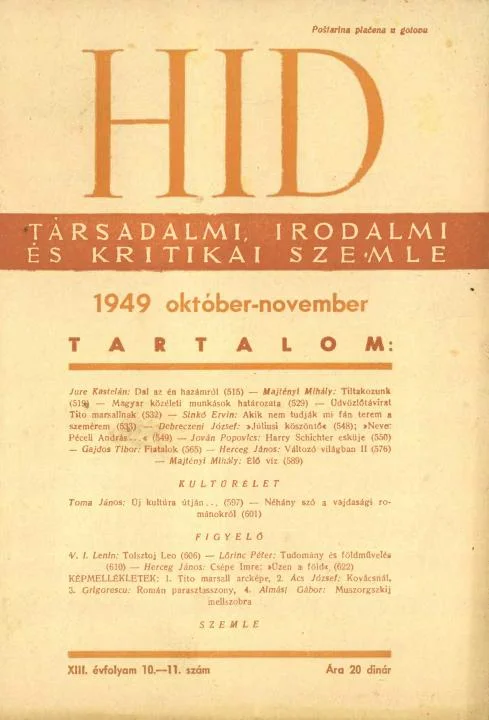 Poštarina plaćena u gotovu
HID
TÁRSADALMI, IRODALMI
ÉS KRITIKAI SZEMLE
1949 október-november
TARTALOM:
Jure Kastelán: Dal az én hazámról (515) — Majtényi Mihály: Tiltakozunk
(519) — Magyar közéleti munkások határozata (529) — Üdvözlőtávirat
Tito marsallnak (532) — Sinkó Ervin: Akik nem tudják mi fán terem a
szemérem (533) — Debreczeni József: »Júliusi köszöntő« (548); »Neve:
Péceli András...« (549) — Jován Popovics: Harry Schichter esküje (550)
— Gajdos Tibor: Fiatalok (565) — Herceg János: Változó világban II (576)
— Majtényi Mihály: Élő víz (589)
KULTÚRÉLET
Toma János: Új kultúra útján... (597) — Néhány szó a vajdasági ro-
mánokról (601)
FIGYELŐ
V. I. Lenin: Tolsztoj Leo (606) — Lőrinc Péter: Tudomány és földművelés
(610) — Herceg János: Csépe Imre: »Üzen a föld«, (622)
KÉPMELLÉKLETEK: 1. Tito marsall arcképe, 2. Ács József: Kovácsnál,
3. Grigorescu: Román parasztasszony, 4. Almási Gábor: Muszorgszkij
mellszobra
SZEMLE
XIII. évfolyam 10.—11. szám Ára 20 dinár